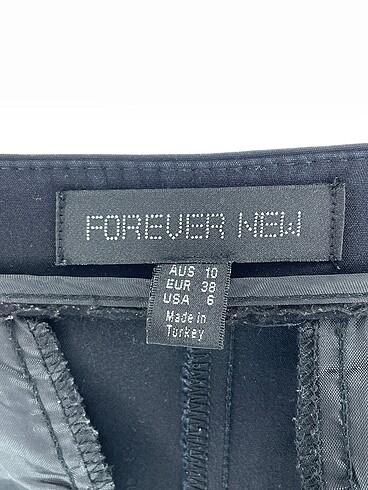 FOREVER NEW
AUS 10
EUR 38
USA 6
Made in
Turkey